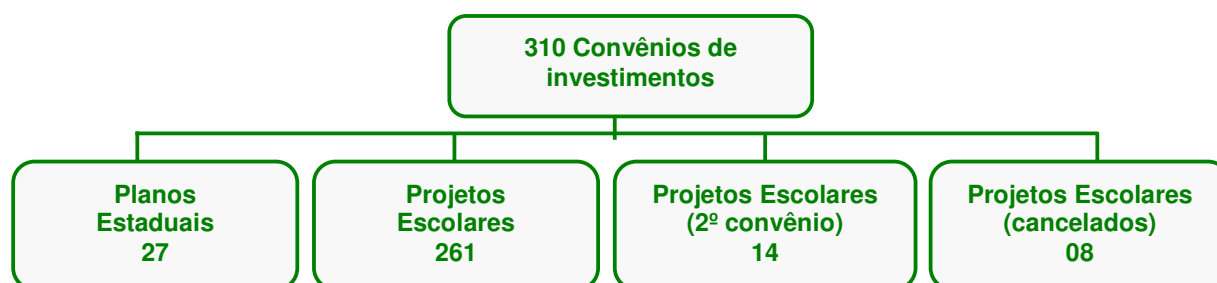 310 Convênios de
investimentos
Planos
Estaduais
27
Projetos
Escolares
261
Projetos Escolares
(2º convênio)
14
Projetos Escolares
(cancelados)
08